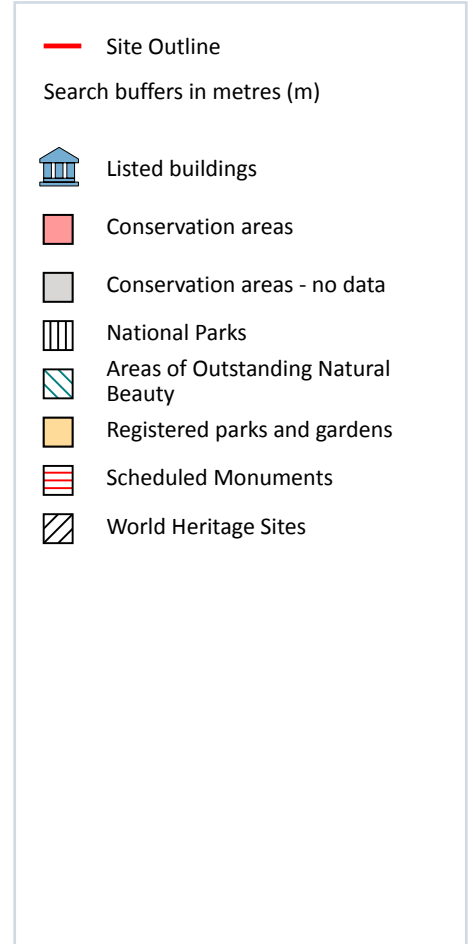 Site Outline
Search buffers in metres (m)
Listed buildings
Conservation areas
Conservation areas - no data
National Parks
Areas of Outstanding Natural
Beauty
Registered parks and gardens
Scheduled Monuments
World Heritage Sites